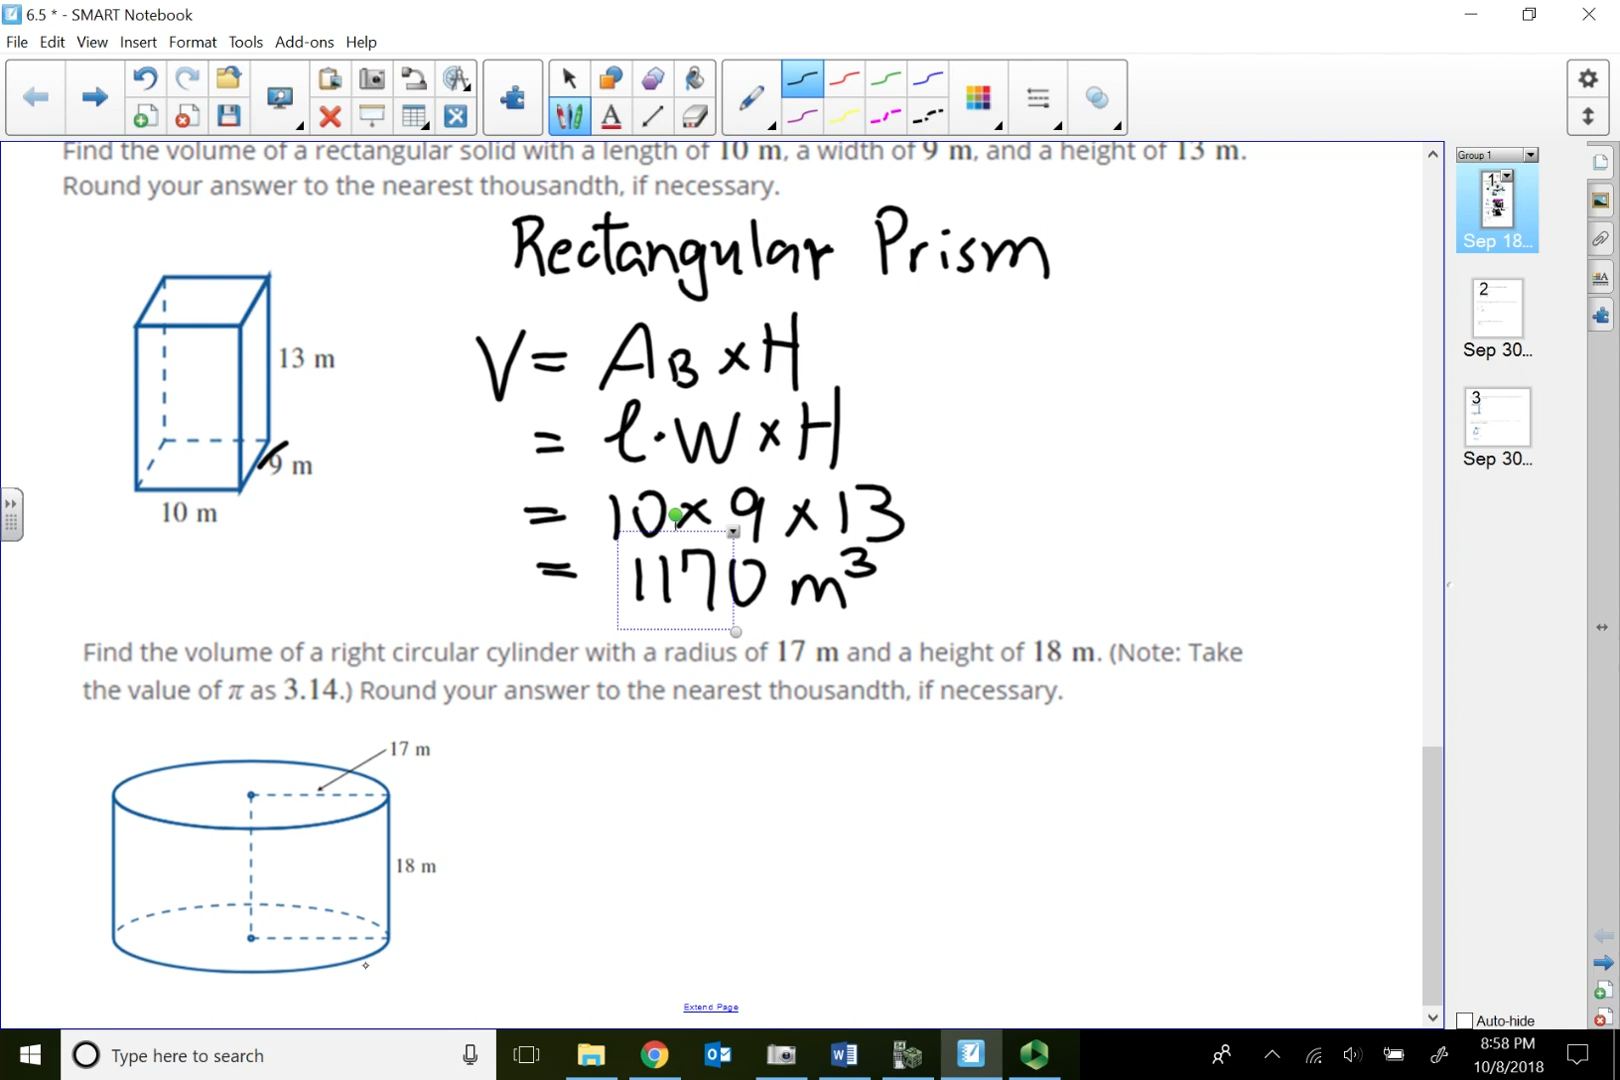 6.5 * - SMART Notebook
File Edit View Insert Format Tools Add-ons Help
Find the volume of a rectangular solid with a length of 10 m, a width of 9 m, and a height of 13 m.
Round your answer to the nearest thousandth, if necessary.
Rectangular Prism
13 m
9 m
10 m
V = AB × H
= l · W × H
= 10 × 9 × 13
= 1170 m³
Find the volume of a right circular cylinder with a radius of 17 m and a height of 18 m. (Note: Take
the value of π as 3.14.) Round your answer to the nearest thousandth, if necessary.
17 m
18 m
Extend Page
Group 1
1
Sep 18...
2
Sep 30...
3
Sep 30...
Auto-hide
Type here to search
8:58 PM
10/8/2018